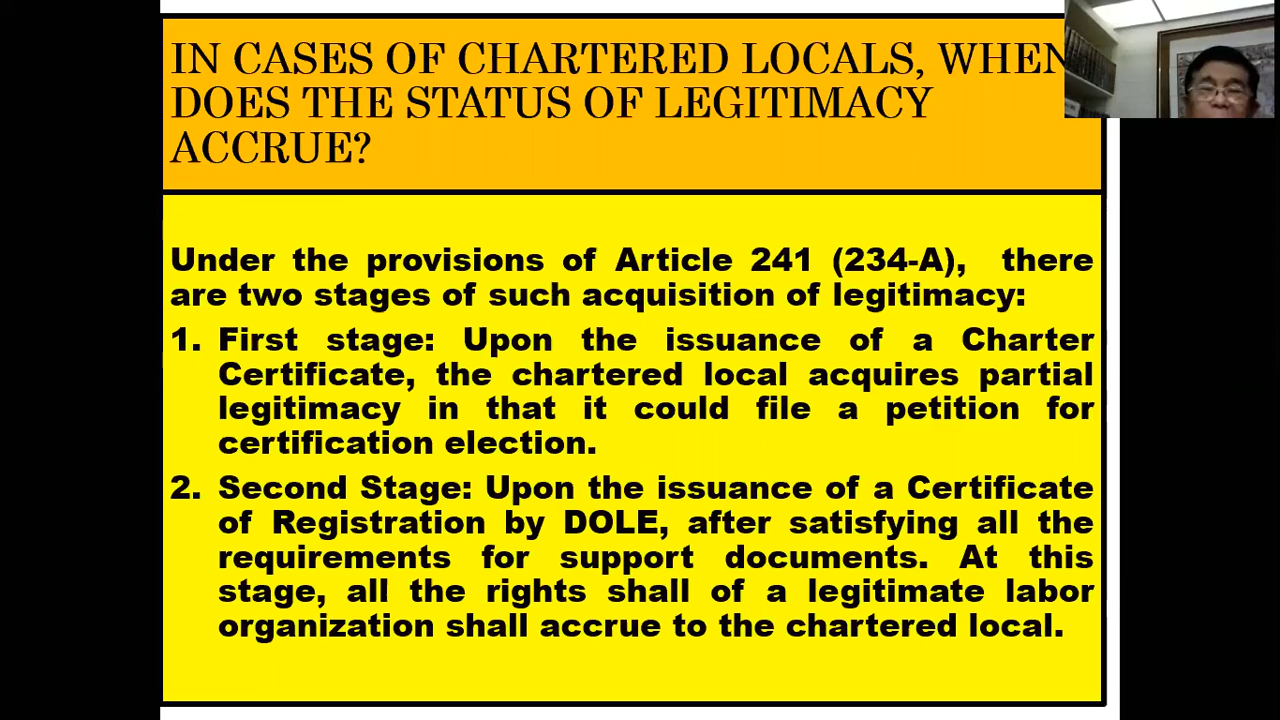 IN CASES OF CHARTERED LOCALS, WHEN
DOES THE STATUS OF LEGITIMACY
ACCRUE?
Under the provisions of Article 241 (234-A), there
are two stages of such acquisition of legitimacy:
1. First stage: Upon the issuance of a Charter
Certificate, the chartered local acquires partial
legitimacy in that it could file a petition for
certification election.
2. Second Stage: Upon the issuance of a Certificate
of Registration by DOLE, after satisfying all the
requirements for support documents. At this
stage, all the rights shall of a legitimate labor
organization shall accrue to the chartered local.